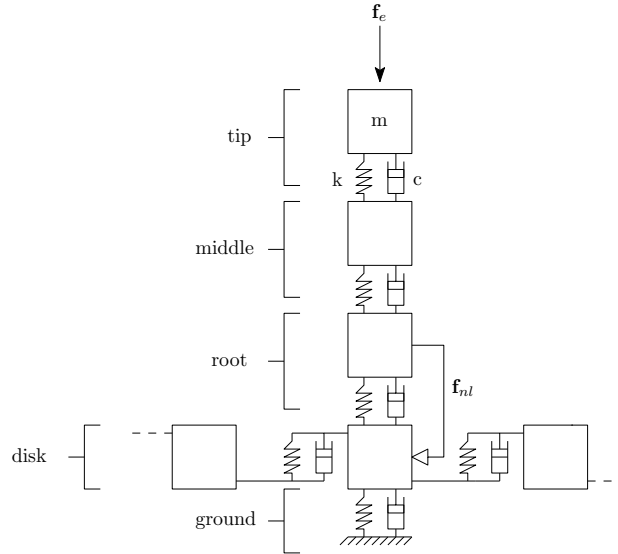 f_e
tip
m
k
c
middle
root
f_nl
disk
ground